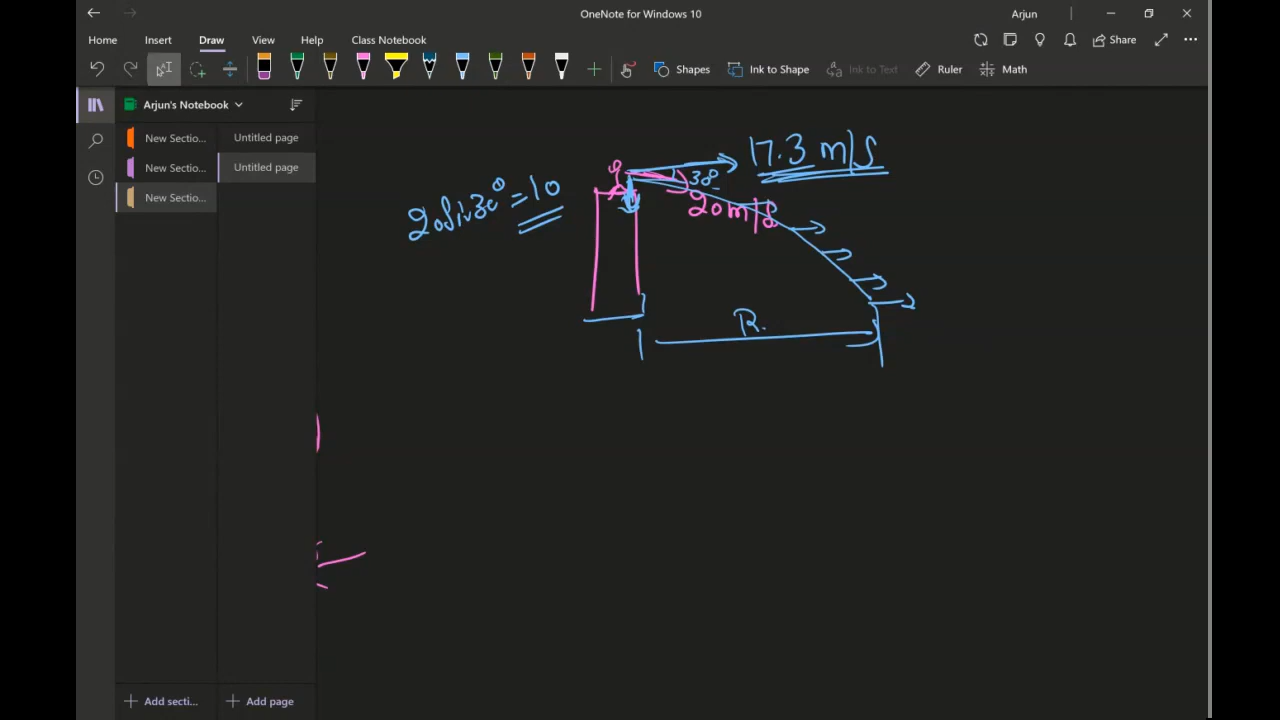 OneNote for Windows 10
Arjun
Home Insert Draw View Help Class Notebook
Share
Shapes Ink to Shape Ink to Text Ruler Math
Arjun's Notebook
New Sectio...
New Sectio...
New Sectio...
Untitled page
Untitled page
17.3 m/s
30°
20 m/s
20 sin 30° = 10
R.
Add secti...
Add page